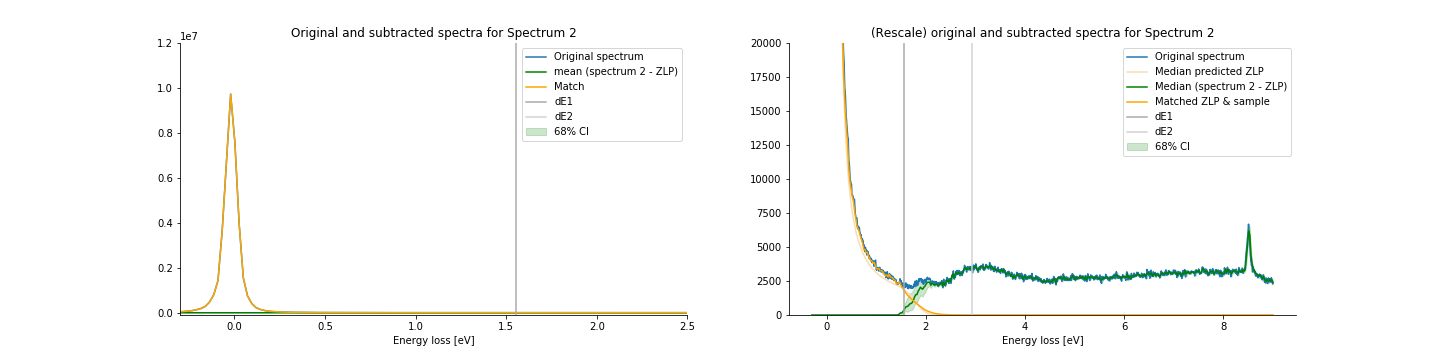 Original and subtracted spectra for Spectrum 2
1e7
1.2
1.0
0.8
0.6
0.4
0.2
0.0
0.0
0.5
1.0
1.5
2.0
2.5
Energy loss [eV]
Original spectrum
mean (spectrum 2 - ZLP)
Match
dE1
dE2
68% CI
(Rescale) original and subtracted spectra for Spectrum 2
20000
17500
15000
12500
10000
7500
5000
2500
0
0
2
4
6
8
Energy loss [eV]
Original spectrum
Median predicted ZLP
Median (spectrum 2 - ZLP)
Matched ZLP & sample
dE1
dE2
68% CI